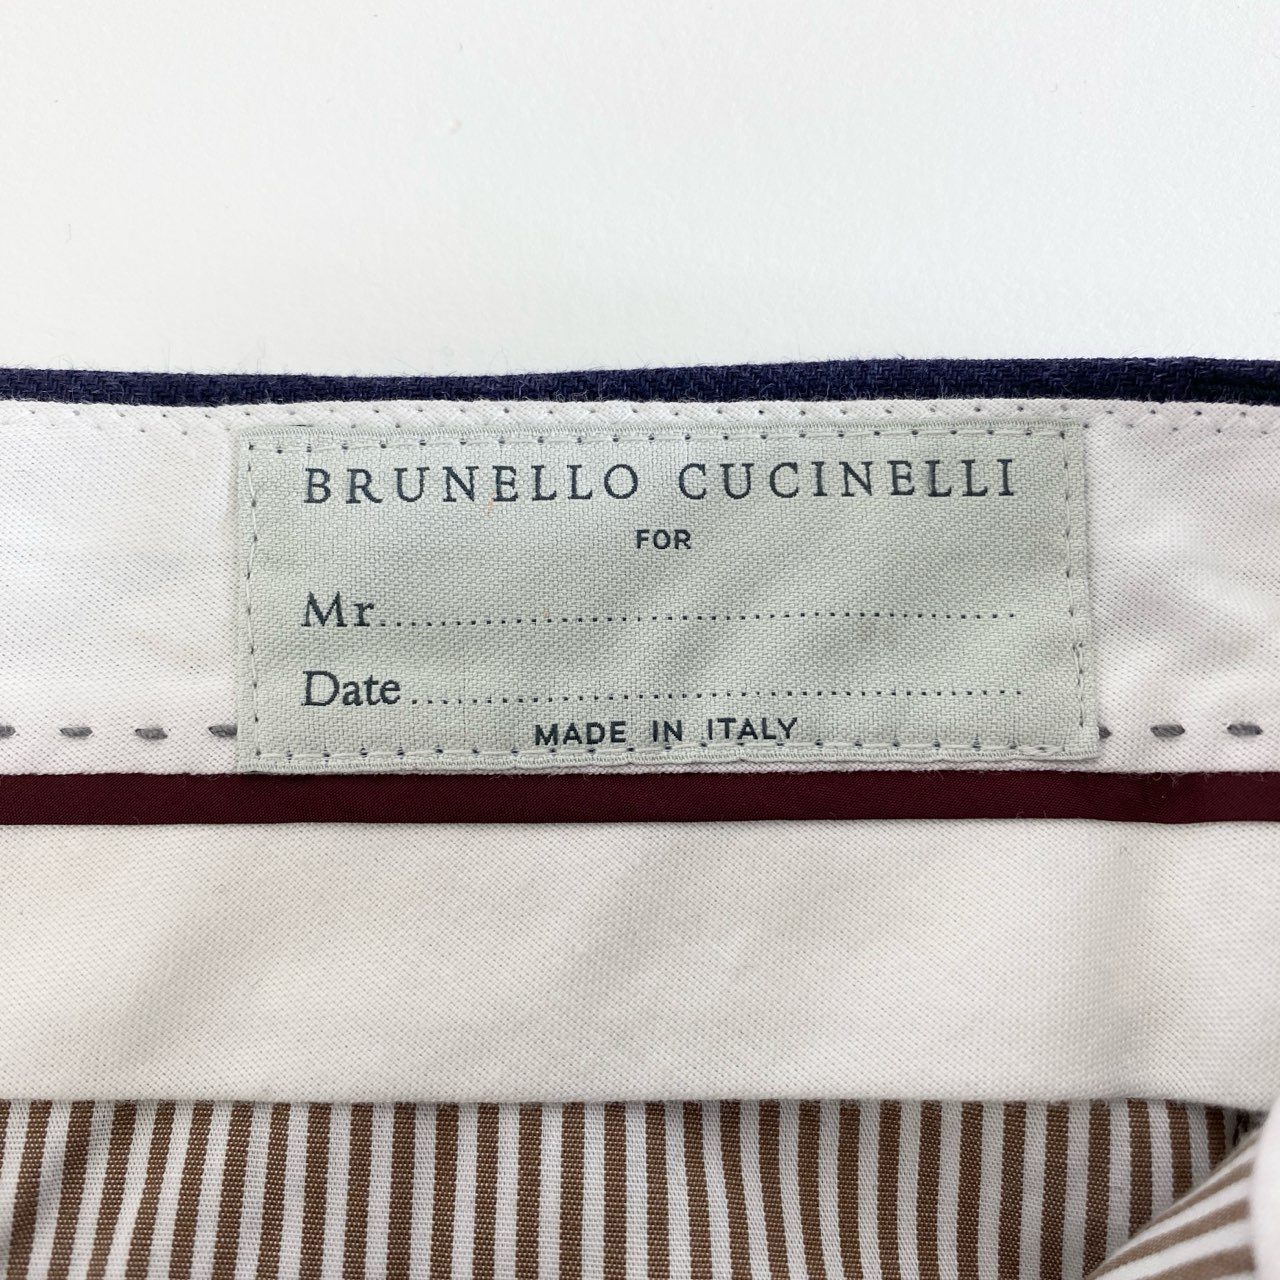 BRUNELLO CUCINELLI
FOR
Mr....................................................
Date..................................................
MADE IN ITALY